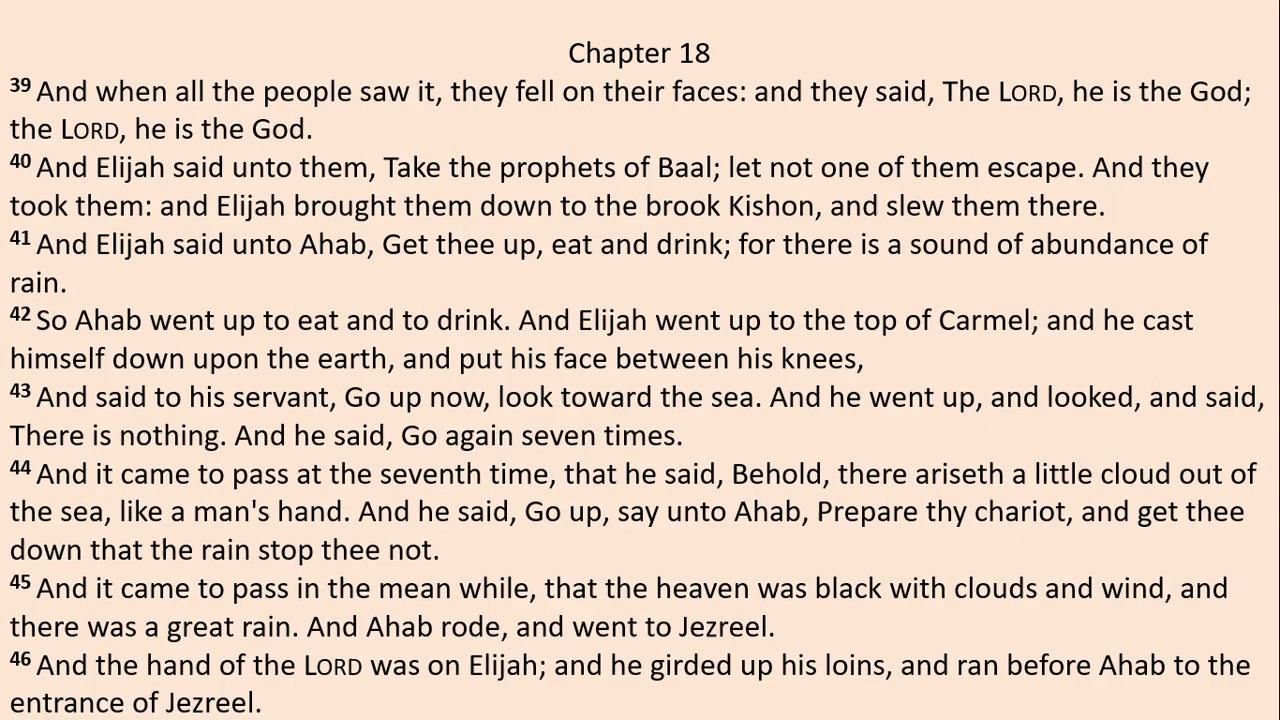 Chapter 18
39 And when all the people saw it, they fell on their faces: and they said, The LORD, he is the God;
the LORD, he is the God.
40 And Elijah said unto them, Take the prophets of Baal; let not one of them escape. And they
took them: and Elijah brought them down to the brook Kishon, and slew them there.
41 And Elijah said unto Ahab, Get thee up, eat and drink; for there is a sound of abundance of
rain.
42 So Ahab went up to eat and to drink. And Elijah went up to the top of Carmel; and he cast
himself down upon the earth, and put his face between his knees,
43 And said to his servant, Go up now, look toward the sea. And he went up, and looked, and said,
There is nothing. And he said, Go again seven times.
44 And it came to pass at the seventh time, that he said, Behold, there ariseth a little cloud out of
the sea, like a man's hand. And he said, Go up, say unto Ahab, Prepare thy chariot, and get thee
down that the rain stop thee not.
45 And it came to pass in the mean while, that the heaven was black with clouds and wind, and
there was a great rain. And Ahab rode, and went to Jezreel.
46 And the hand of the LORD was on Elijah; and he girded up his loins, and ran before Ahab to the
entrance of Jezreel.